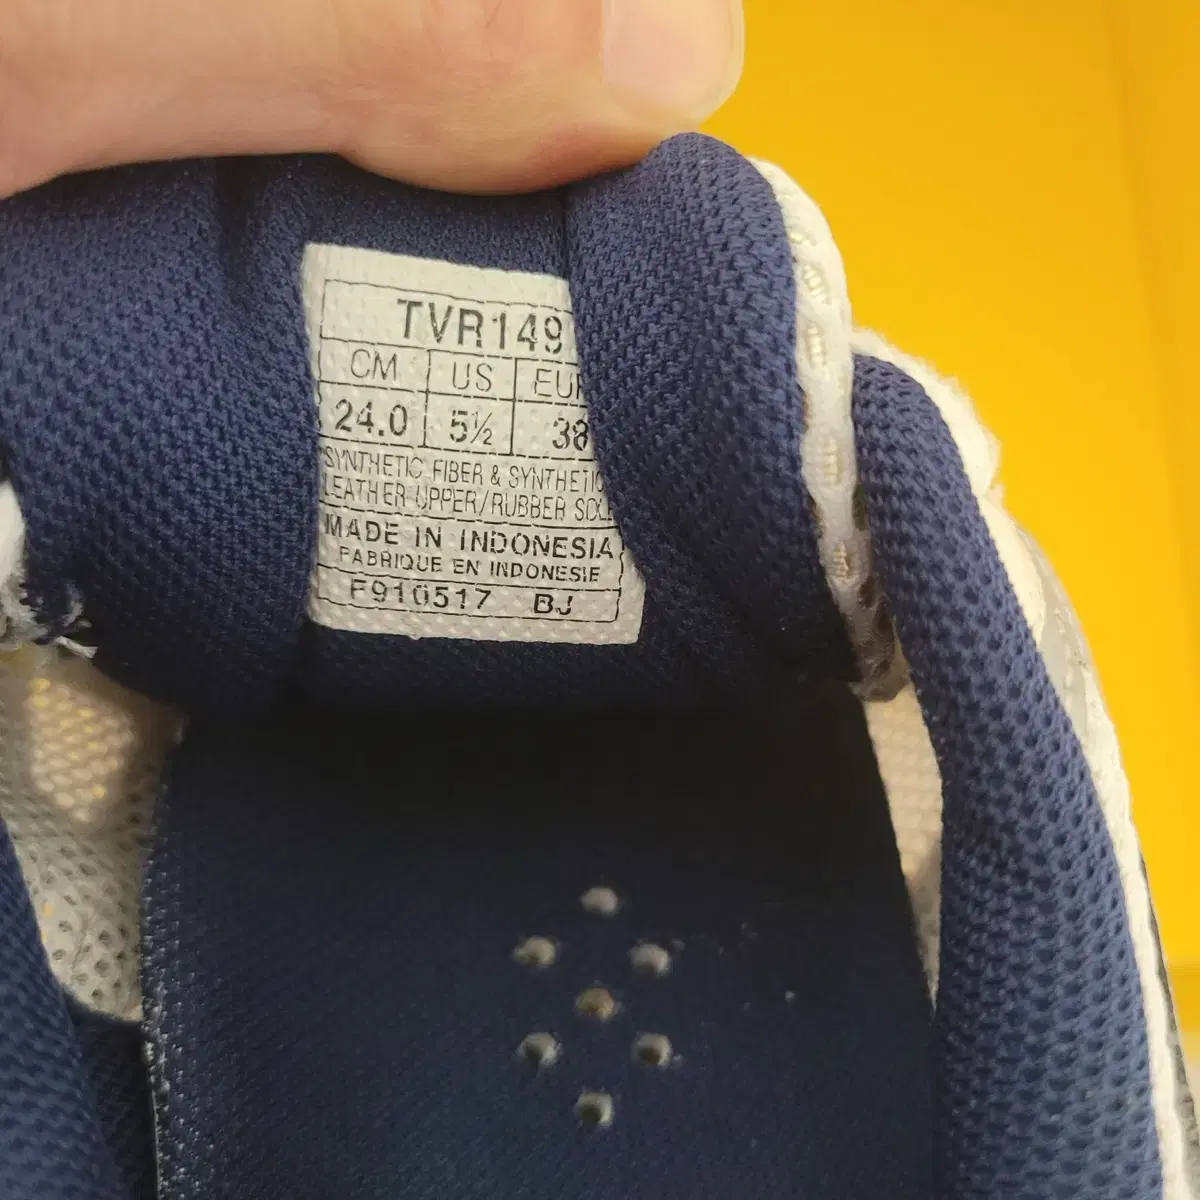 TVR149
CM US EU
24.0 5½ 38
SYNTHETIC FIBER & SYNTHETIC
LEATHER UPPER/RUBBER SOLE
MADE IN INDONESIA
FABRIQUE EN INDONESIE
F910517 BJ